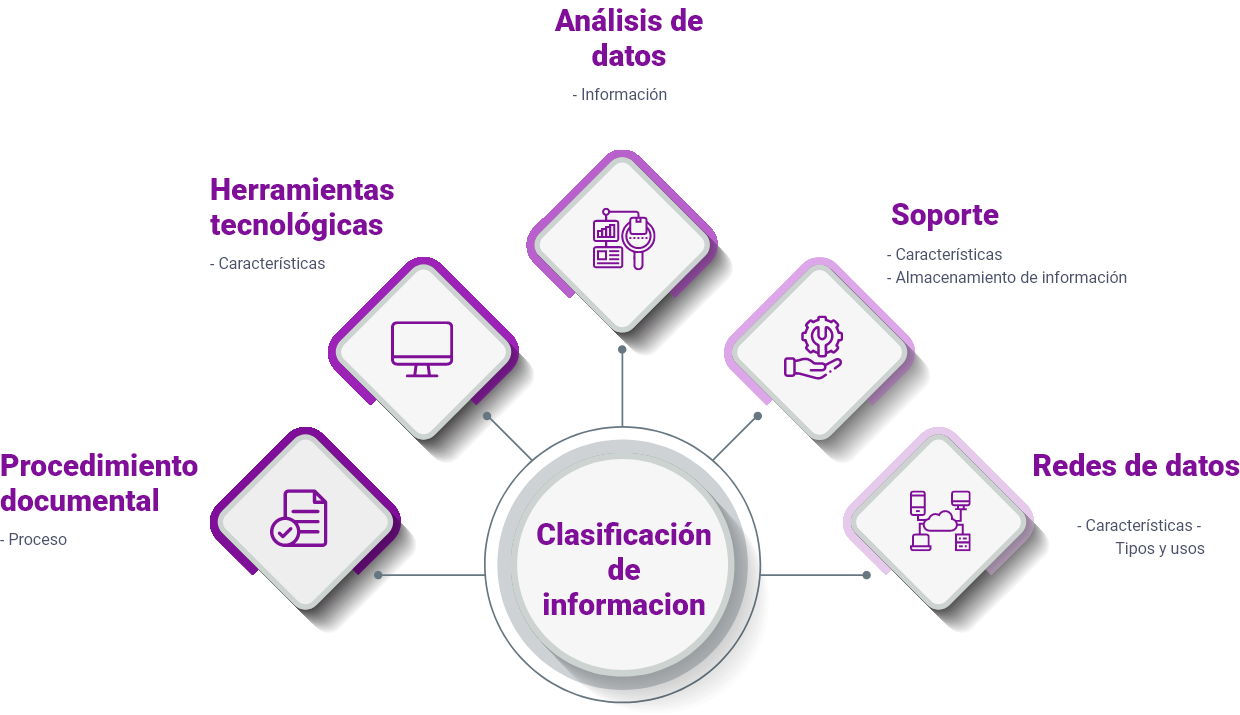 Análisis de
datos
- Información
Herramientas
tecnológicas
- Características
Soporte
- Características
- Almacenamiento de información
Procedimiento
documental
- Proceso
Redes de datos
- Características -
Tipos y usos
Clasificación
de
informacion